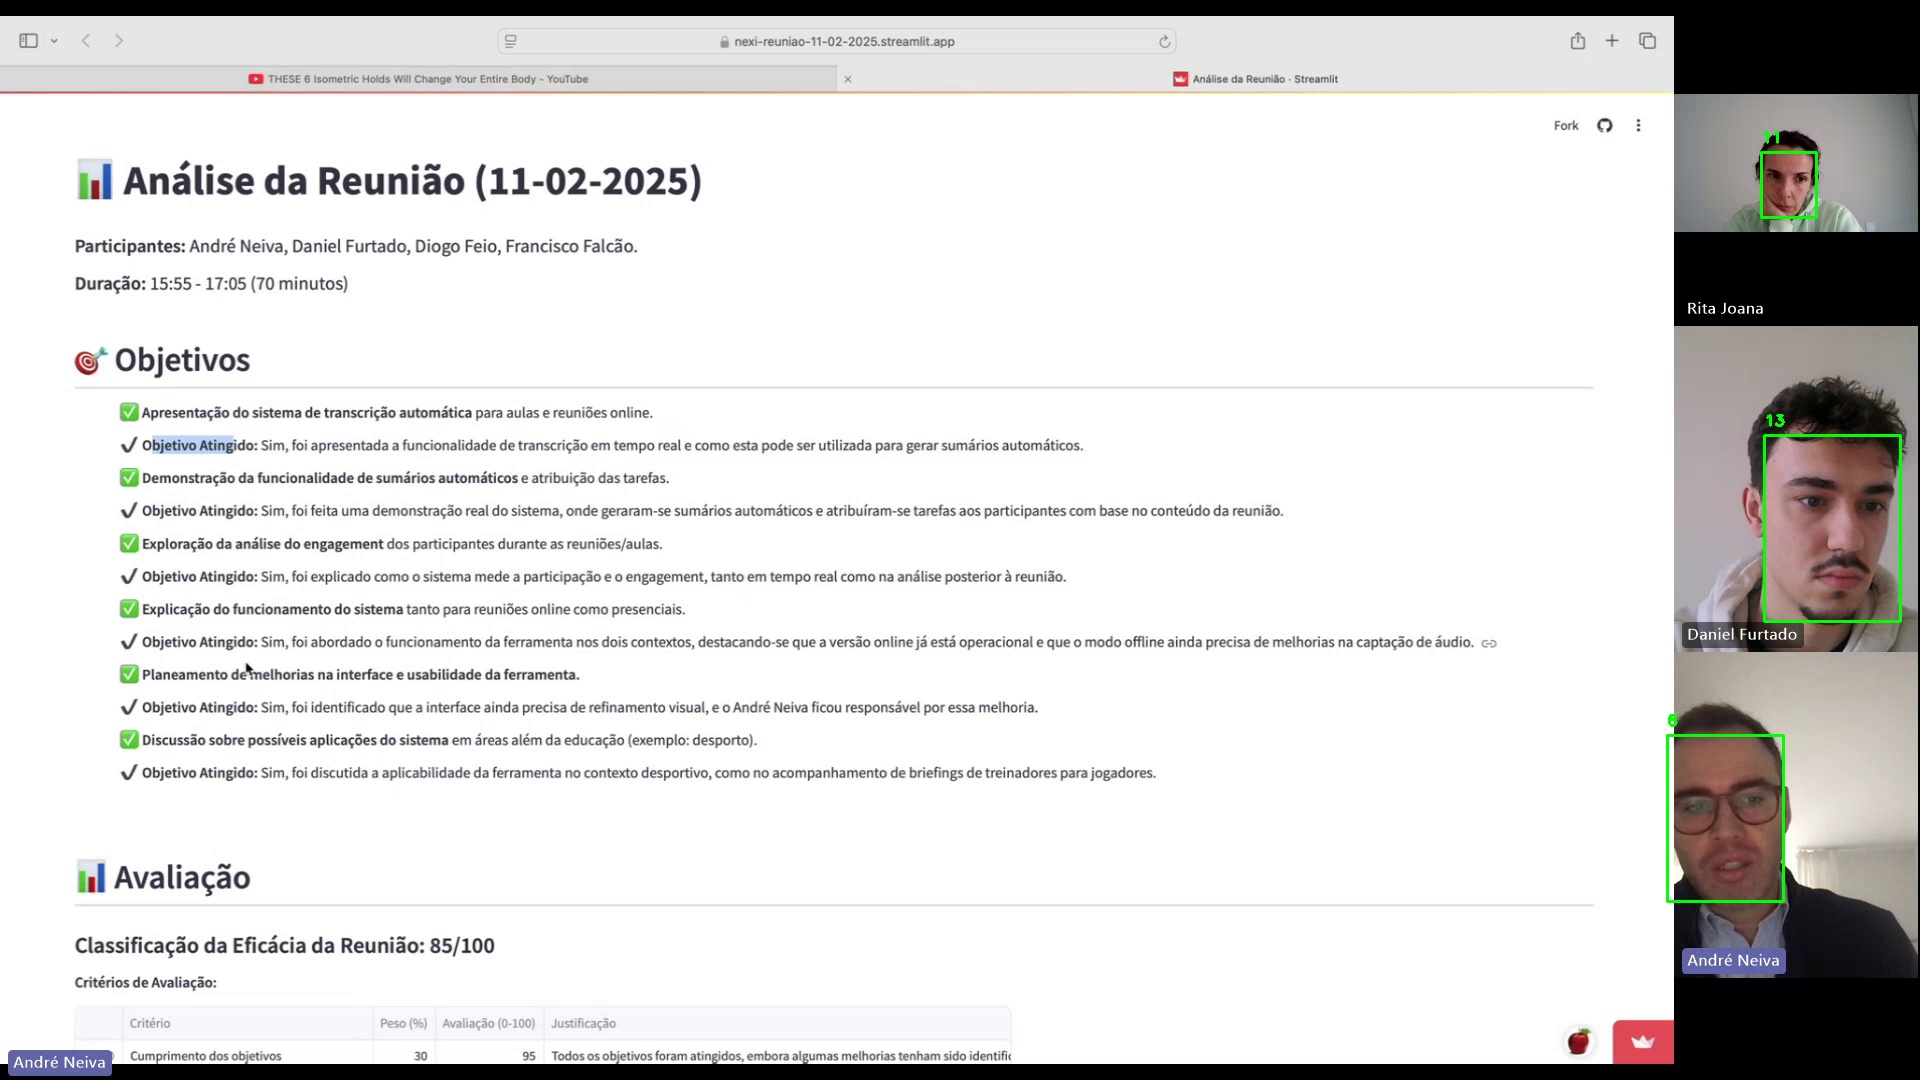 nexi-reuniao-11-02-2025.streamlit.app
THESE 6 Isometric Holds Will Change Your Entire Body - YouTube
Análise da Reunião · Streamlit
Fork
Análise da Reunião (11-02-2025)
Participantes: André Neiva, Daniel Furtado, Diogo Feio, Francisco Falcão.
Duração: 15:55 - 17:05 (70 minutos)
Objetivos
Apresentação do sistema de transcrição automática para aulas e reuniões online.
Objetivo Atingido: Sim, foi apresentada a funcionalidade de transcrição em tempo real e como esta pode ser utilizada para gerar sumários automáticos.
Demonstração da funcionalidade de sumários automáticos e atribuição das tarefas.
Objetivo Atingido: Sim, foi feita uma demonstração real do sistema, onde geraram-se sumários automáticos e atribuíram-se tarefas aos participantes com base no conteúdo da reunião.
Exploração da análise do engagement dos participantes durante as reuniões/aulas.
Objetivo Atingido: Sim, foi explicado como o sistema mede a participação e o engagement, tanto em tempo real como na análise posterior à reunião.
Explicação do funcionamento do sistema tanto para reuniões online como presenciais.
Objetivo Atingido: Sim, foi abordado o funcionamento da ferramenta nos dois contextos, destacando-se que a versão online já está operacional e que o modo offline ainda precisa de melhorias na captação de áudio.
Planeamento de melhorias na interface e usabilidade da ferramenta.
Objetivo Atingido: Sim, foi identificado que a interface ainda precisa de refinamento visual, e o André Neiva ficou responsável por essa melhoria.
Discussão sobre possíveis aplicações do sistema em áreas além da educação (exemplo: desporto).
Objetivo Atingido: Sim, foi discutida a aplicabilidade da ferramenta no contexto desportivo, como no acompanhamento de briefings de treinadores para jogadores.
Avaliação
Classificação da Eficácia da Reunião: 85/100
Critérios de Avaliação:
Critério Peso (%) Avaliação (0-100) Justificação
Cumprimento dos objetivos 30 95 Todos os objetivos foram atingidos, embora algumas melhorias tenham sido
André Neiva
11
Rita Joana
13
Daniel Furtado
André Neiva